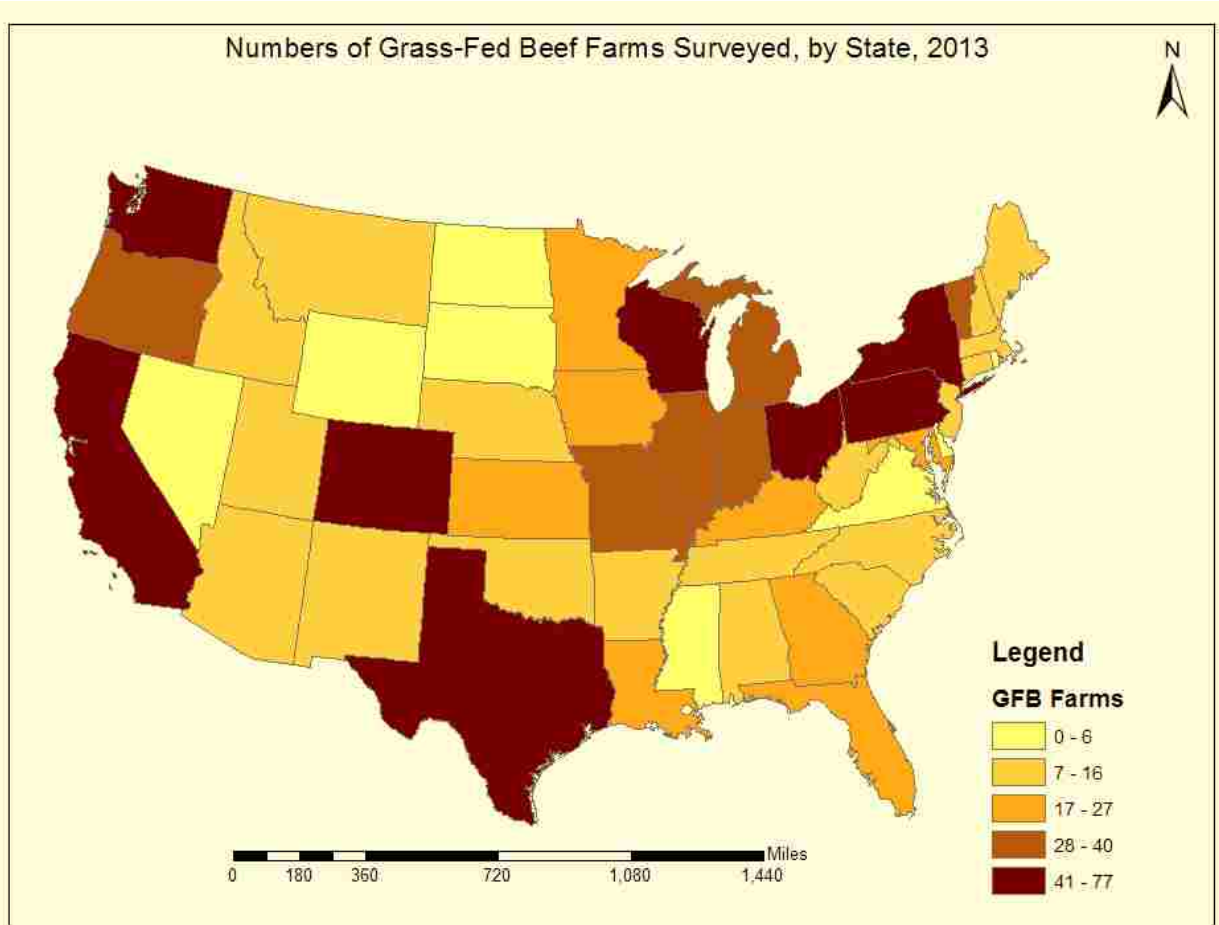 Numbers of Grass-Fed Beef Farms Surveyed, by State, 2013
N
Legend
GFB Farms
0 - 6
7 - 16
17 - 27
28 - 40
41 - 77
Miles
0 180 360 720 1,080 1,440